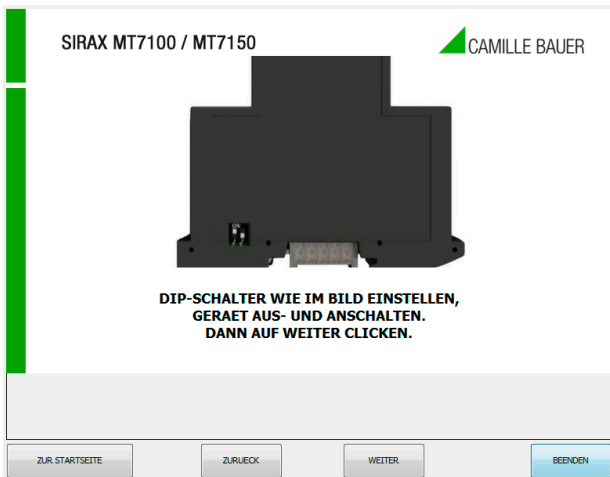 SIRAX MT7100 / MT7150
CAMILLE BAUER
ON
DIP-SCHALTER WIE IM BILD EINSTELLEN,
GERAET AUS- UND ANSCHALTEN.
DANN AUF WEITER CLICKEN.
ZUR STARTSEITE
ZURUECK
WEITER
BEENDEN